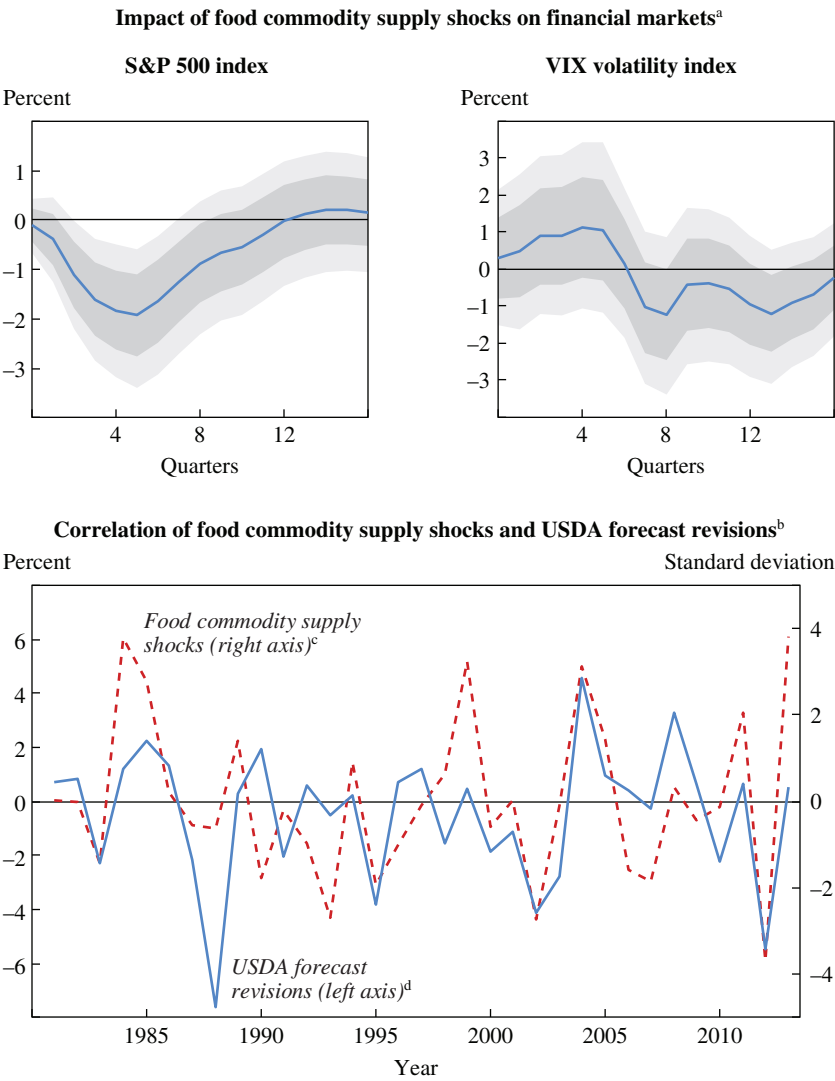 Impact of food commodity supply shocks on financial marketsᵃ
S&P 500 index
VIX volatility index
Percent
Percent
1
0
−1
−2
−3
3
2
1
0
−1
−2
−3
4 8 12
4 8 12
Quarters
Quarters
Correlation of food commodity supply shocks and USDA forecast revisionsᵇ
Percent
Standard deviation
Food commodity supply
shocks (right axis)ᶜ
6
4
2
0
−2
−4
−6
4
2
0
−2
−4
USDA forecast
revisions (left axis)ᵈ
1985 1990 1995 2000 2005 2010
Year